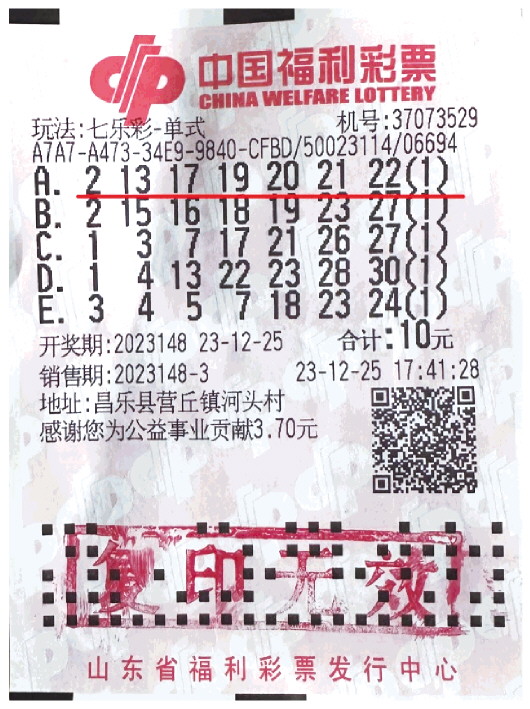 中国福利彩票
CHINA WELFARE LOTTERY
玩法:七乐彩-单式 机号:37073529
A7A7-A473-34E9-9840-CFBD/50023114/06694
A. 2 13 17 19 20 21 22(1)
B. 2 15 16 18 19 23 27(1)
C. 1 3 7 17 21 26 27(1)
D. 1 4 13 22 23 28 30(1)
E. 3 4 5 7 18 23 24(1)
开奖期:2023148 23-12-25 合计:10元
销售期:2023148-3 23-12-25 17:41:28
地址:昌乐县营丘镇河头村
感谢您为公益事业贡献3.70元
复印无效
山东省福利彩票发行中心